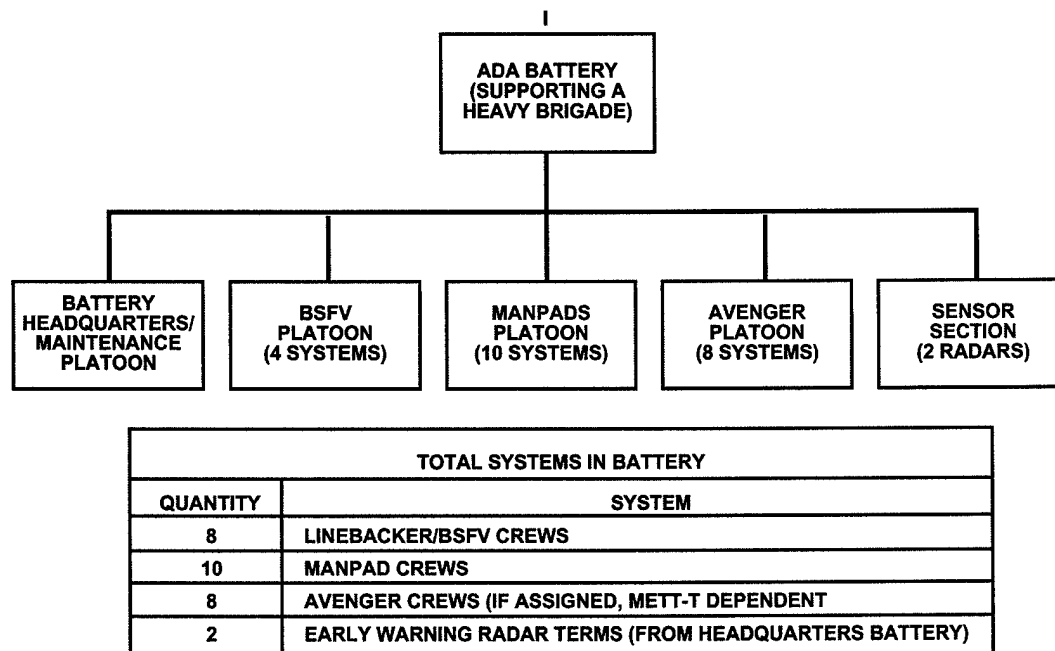 I
ADA BATTERY
(SUPPORTING A
HEAVY BRIGADE)
BATTERY
HEADQUARTERS/
MAINTENANCE
PLATOON
BSFV
PLATOON
(4 SYSTEMS)
MANPADS
PLATOON
(10 SYSTEMS)
AVENGER
PLATOON
(8 SYSTEMS)
SENSOR
SECTION
(2 RADARS)
TOTAL SYSTEMS IN BATTERY
QUANTITY SYSTEM
8 LINEBACKER/BSFV CREWS
10 MANPAD CREWS
8 AVENGER CREWS (IF ASSIGNED, METT-T DEPENDENT
2 EARLY WARNING RADAR TERMS (FROM HEADQUARTERS BATTERY)